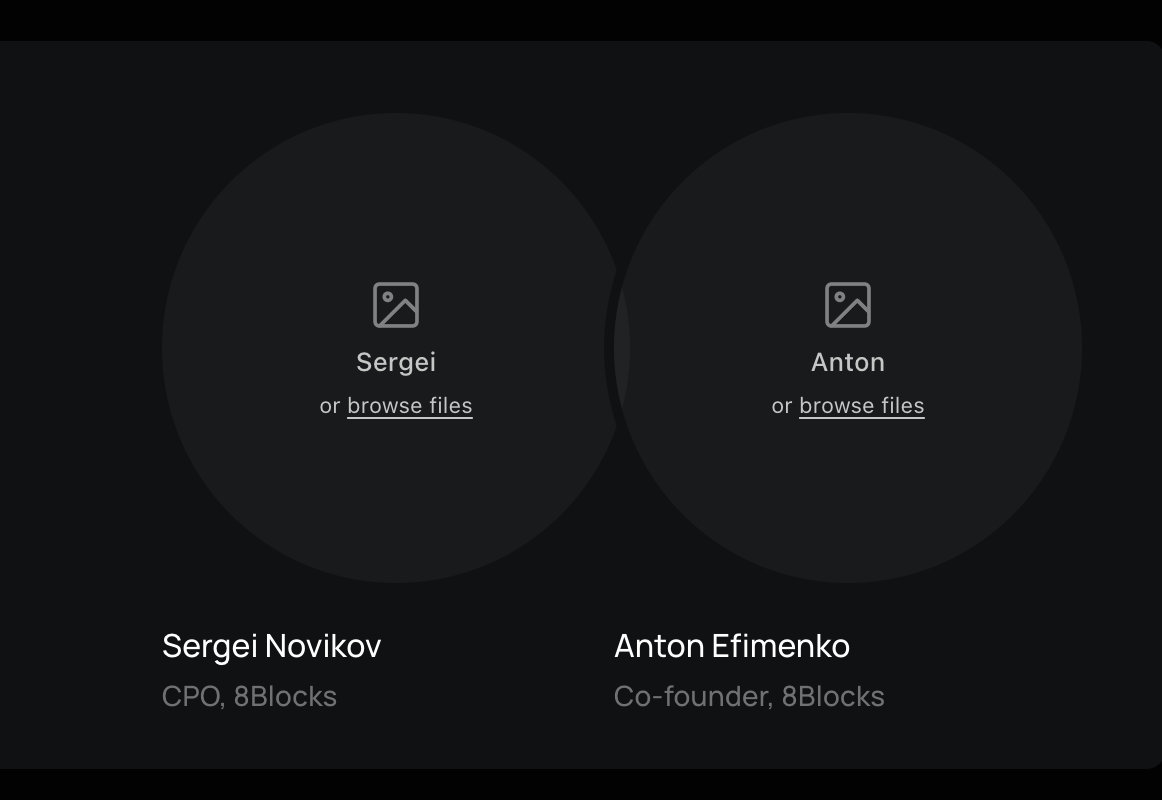 Sergei
or browse files
Anton
or browse files
Sergei Novikov
CPO, 8Blocks
Anton Efimenko
Co-founder, 8Blocks